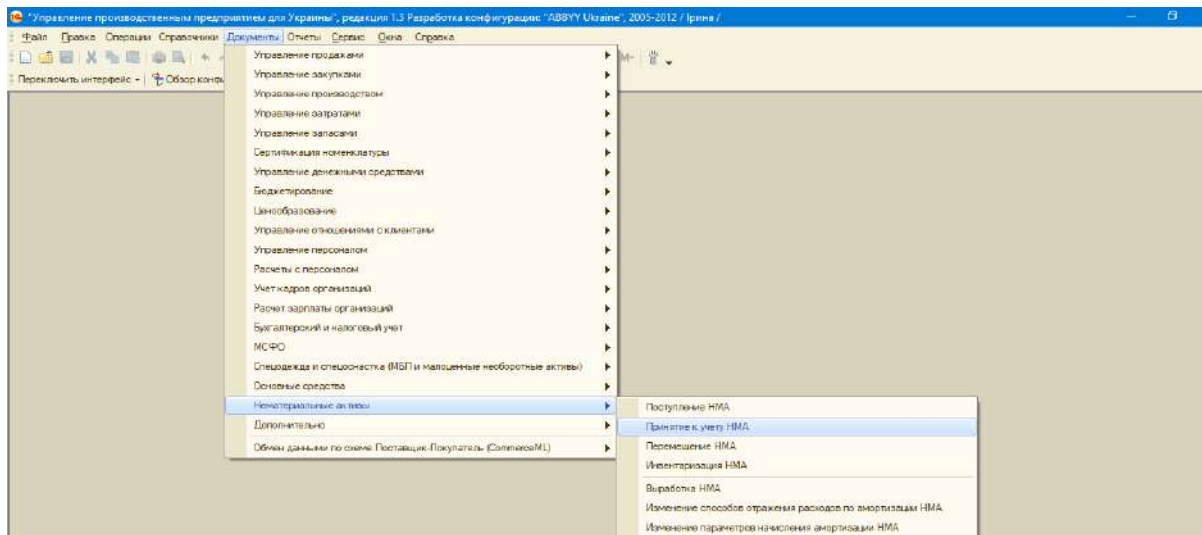 "Управление производственным предприятием для Украины", редакция 1.3 Разработка конфигурации: "ABBYY Ukraine", 2005-2012 / Ірина /
Файл Правка Операции Справочники Документы Отчеты Сервис Окна Справка
M-
Переключить интерфейс Обзор конфи
Управление продажами
Управление закупками
Управление производством
Управление затратами
Управление запасами
Сертификация номенклатуры
Управление денежными средствами
Бюджетирование
Ценообразование
Управление отношениями с клиентами
Управление персоналом
Расчеты с персоналом
Учет кадров организаций
Расчет зарплаты организаций
Бухгалтерский и налоговый учет
МСФО
Спецодежда и спецоснастка (МБП и малоценные необоротные активы)
Основные средства
Нематериальные активы
Дополнительно
Обмен данными по схеме Поставщик-Покупатель (CommerceML)
Поступление НМА
Принятие к учету НМА
Перемещение НМА
Инвентаризация НМА
Выработка НМА
Изменение способов отражения расходов по амортизации НМА
Изменение параметров начисления амортизации НМА